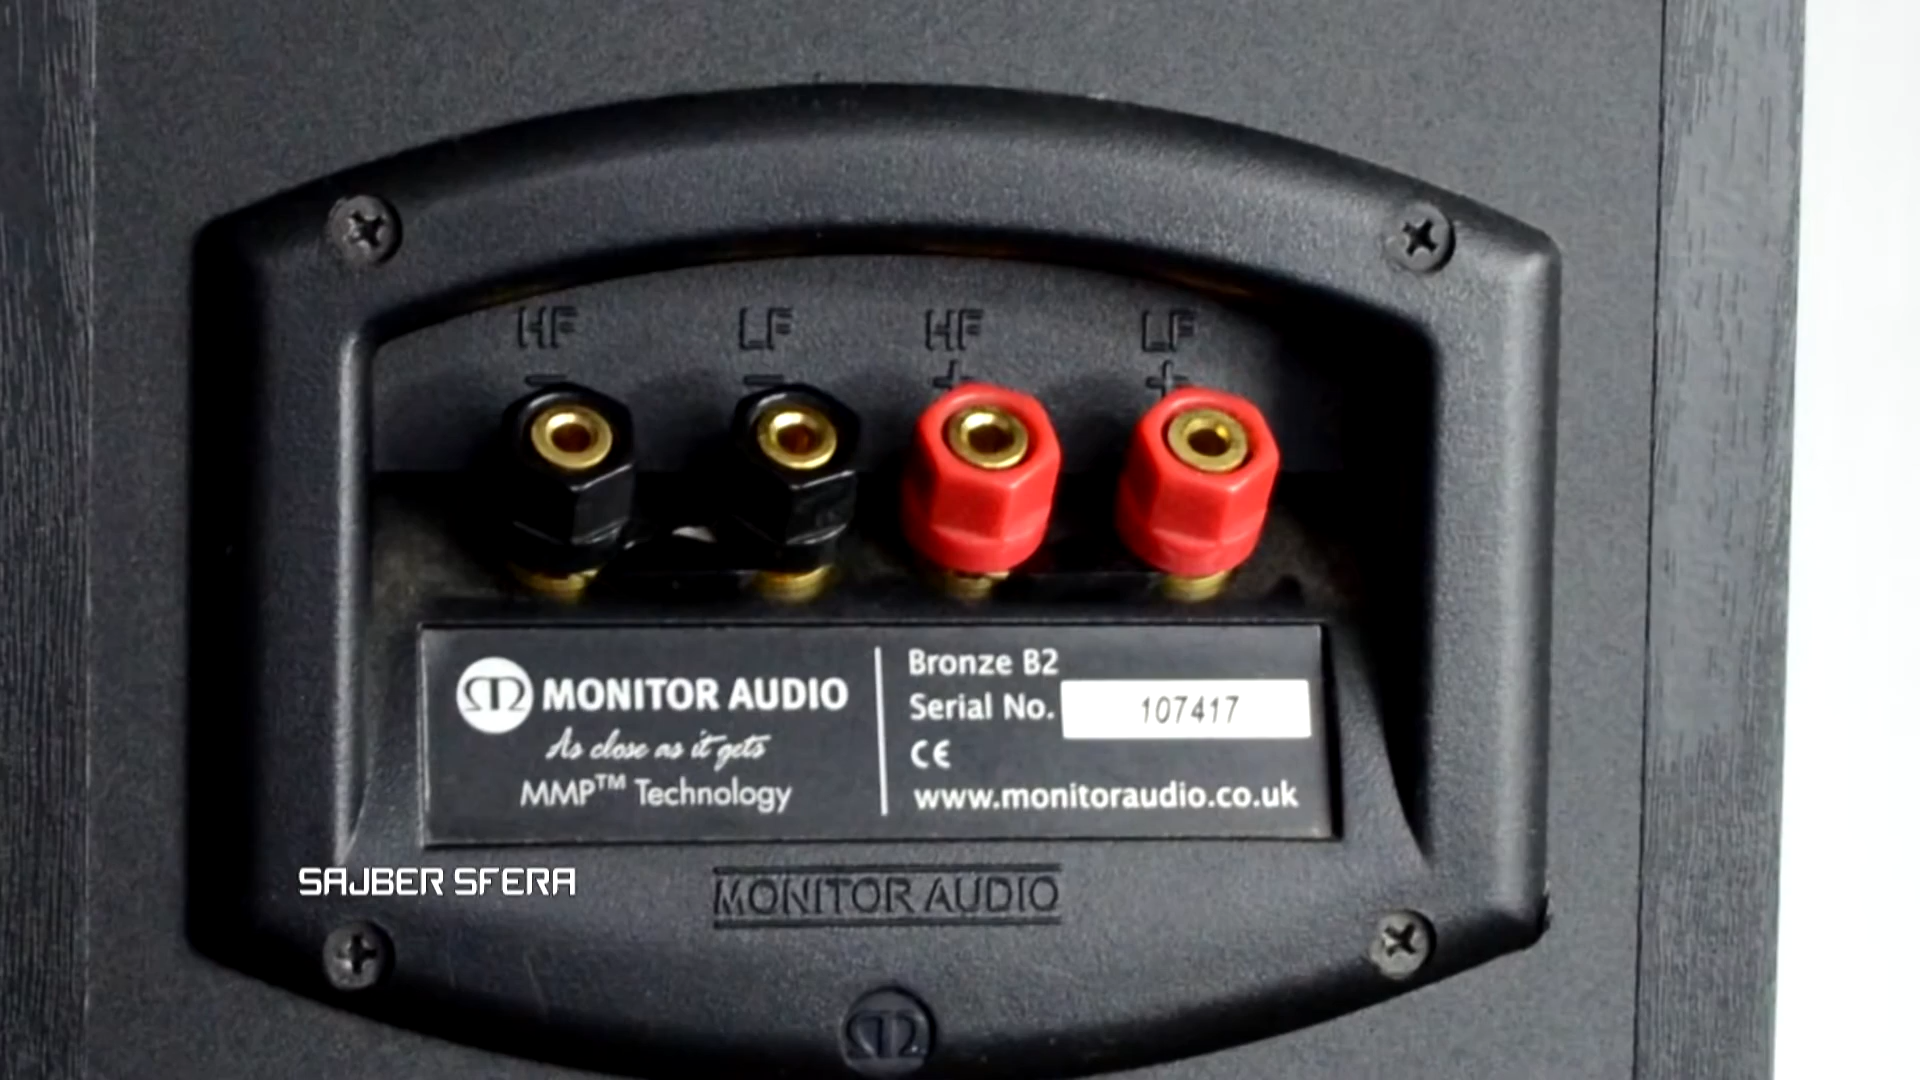 HF LF HF LF
- - + +
MONITOR AUDIO
As close as it gets
MMP™ Technology
Bronze B2
Serial No. 107417
CE
www.monitoraudio.co.uk
SAJBER SFERA
MONITOR AUDIO